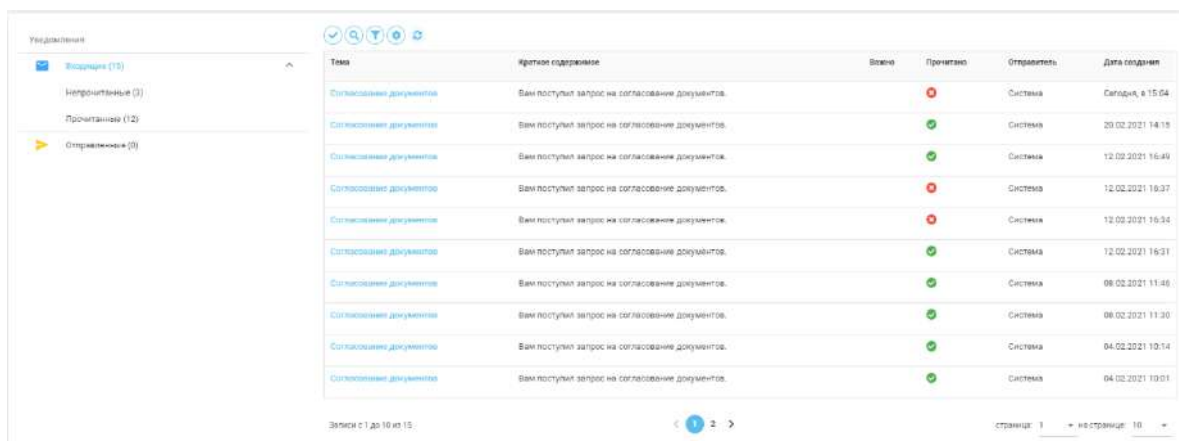 Уведомления
Входящие (15)
Непрочитанные (3)
Прочитанные (12)
Отправленные (0)
Тема Краткое содержимое Важно Прочитано Отправитель Дата создания
Согласование документов Вам поступил запрос на согласование документов. Система Сегодня, в 15:04
Согласование документов Вам поступил запрос на согласование документов. Система 20.02.2021 14:19
Согласование документов Вам поступил запрос на согласование документов. Система 12.02.2021 16:49
Согласование документов Вам поступил запрос на согласование документов. Система 12.02.2021 16:37
Согласование документов Вам поступил запрос на согласование документов. Система 12.02.2021 16:34
Согласование документов Вам поступил запрос на согласование документов. Система 12.02.2021 16:31
Согласование документов Вам поступил запрос на согласование документов. Система 08.02.2021 11:46
Согласование документов Вам поступил запрос на согласование документов. Система 08.02.2021 11:30
Согласование документов Вам поступил запрос на согласование документов. Система 04.02.2021 10:14
Согласование документов Вам поступил запрос на согласование документов. Система 04.02.2021 10:01
Записи с 1 до 10 из 15 1 2 страница: 1 на странице: 10